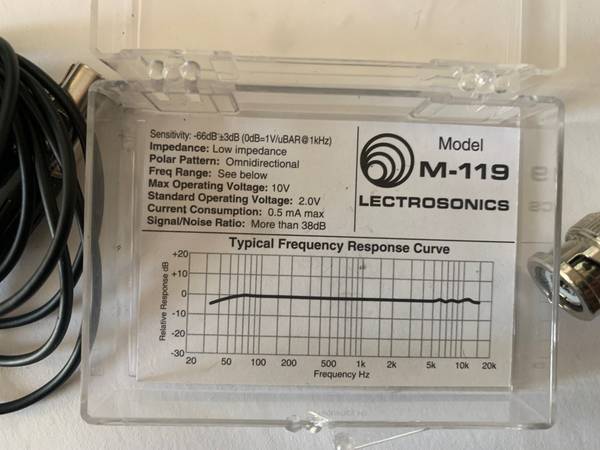 Sensitivity: -66dB ±3dB (0dB=1V/uBAR@1kHz)
Impedance: Low impedance
Polar Pattern: Omnidirectional
Freq Range: See below
Max Operating Voltage: 10V
Standard Operating Voltage: 2.0V
Current Consumption: 0.5 mA max
Signal/Noise Ratio: More than 38dB
Model
M-119
LECTROSONICS
Typical Frequency Response Curve
Relative Response dB
+20
+10
0
-10
-20
-30
20 50 100 200 500 1k 2k 5k 10k 20k
Frequency Hz